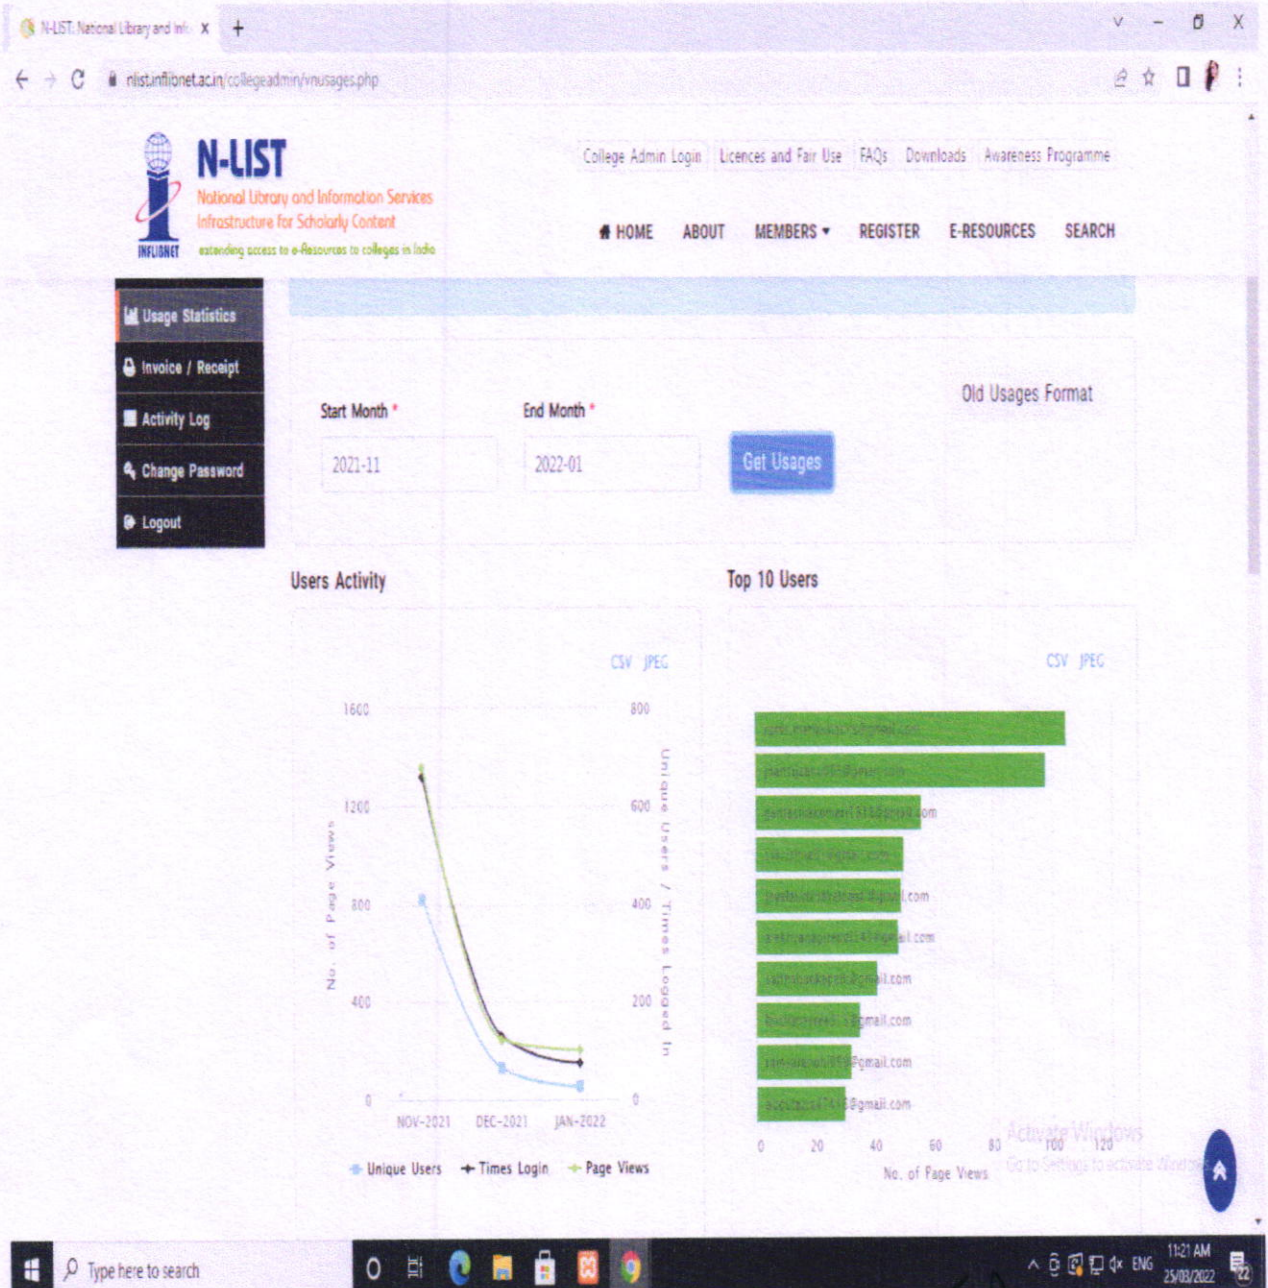 N-LIST: National Library and Info X +
nlist.inflibnet.ac.in/collegeadmin/vnusages.php
INFLIBNET
N-LIST
National Library and Information Services
Infrastructure for Scholarly Content
extending access to e-Resources to colleges in India
College Admin Login Licences and Fair Use FAQs Downloads Awareness Programme
HOME ABOUT MEMBERS REGISTER E-RESOURCES SEARCH
Usage Statistics
Invoice / Receipt
Activity Log
Change Password
Logout
Start Month *
End Month *
Old Usages Format
2021-11
2022-01
Get Usages
Users Activity
CSV JPEG
1600
1200
800
400
0
No. of Page Views
800
600
400
200
0
Unique Users / Times Logged In
NOV-2021 DEC-2021 JAN-2022
Unique Users Times Login Page Views
Top 10 Users
CSV JPEG
0 20 40 60 80 100 120
No. of Page Views
Activate Windows
Go to Settings to activate Windows
Type here to search
ENG
11:21 AM
25/03/2022
22